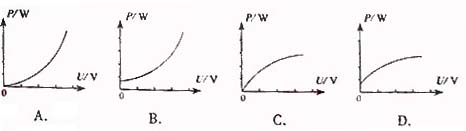 P/W P/W P/W P/W
0 U/V 0 U/V 0 U/V 0 U/V
A. B. C. D.